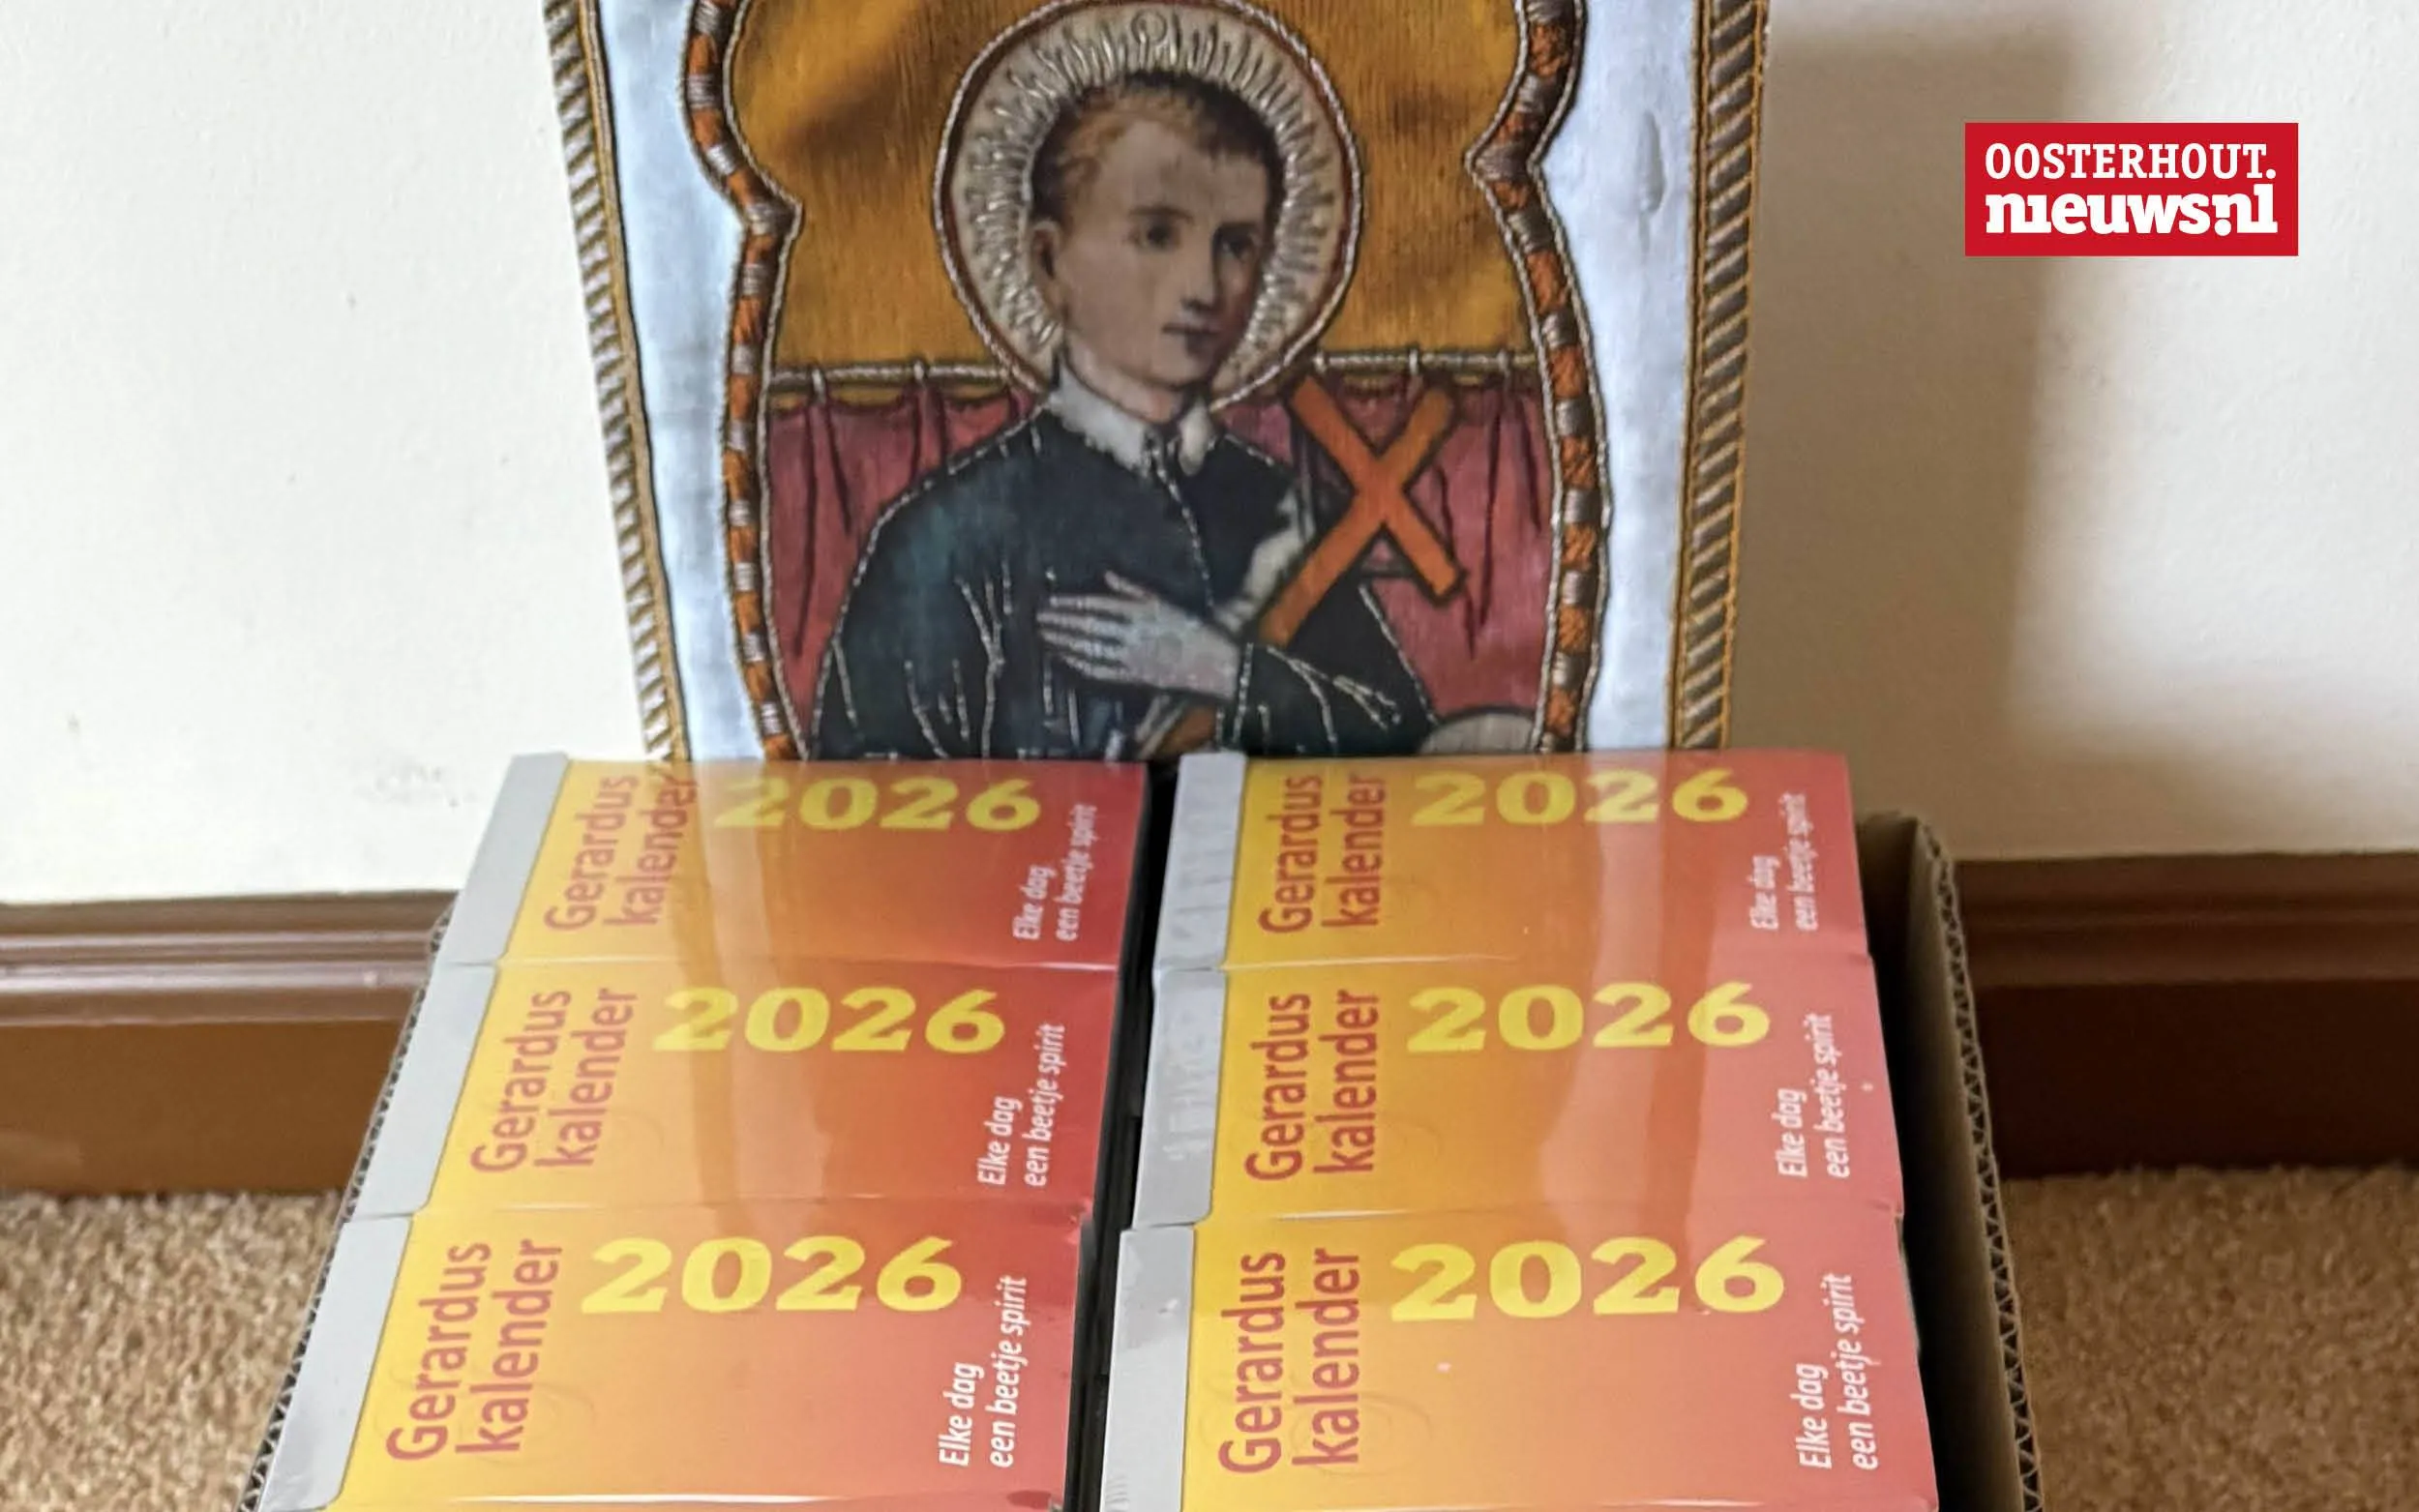 OOSTERHOUT.
nieuws.nl
Gerardus
kalender
2026
Elke dag
een beetje spirit
Gerardus
kalender
2026
Elke dag
een beetje spirit
Gerardus
kalender
2026
Elke dag
een beetje spirit
Gerardus
kalender
2026
Elke dag
een beetje spirit
Gerardus
kalender
2026
Elke dag
een beetje spirit
Gerardus
kalender
2026
Elke dag
een beetje spirit